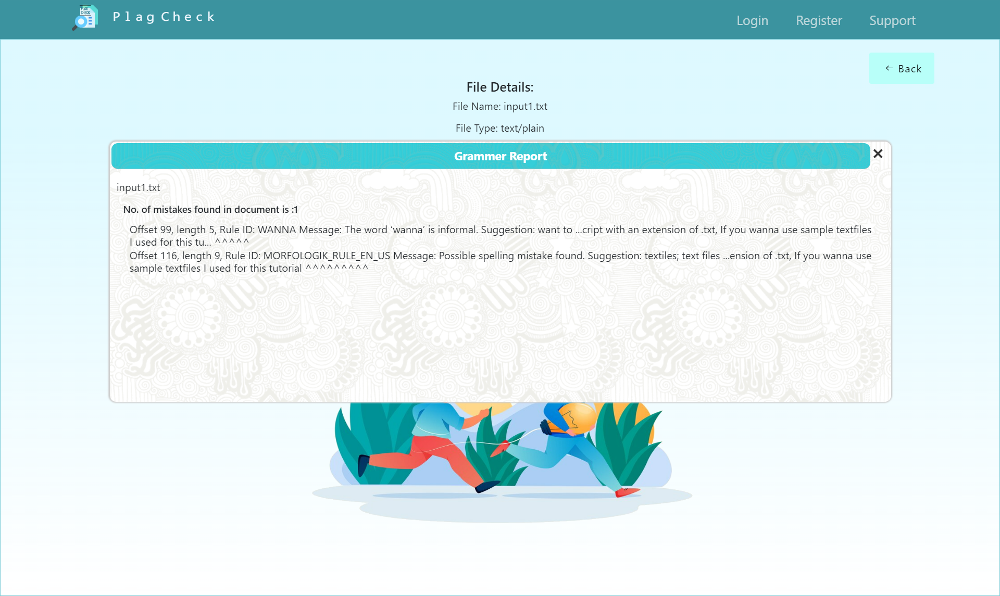 PLAG
CHECK
Plag Check
Login
Register
Support
← Back
File Details:
File Name: input1.txt
File Type: text/plain
Grammer Report
×
input1.txt
No. of mistakes found in document is :1
Offset 99, length 5, Rule ID: WANNA Message: The word ‘wanna’ is informal. Suggestion: want to ...cript with an extension of .txt, If you wanna use sample textfiles
I used for this tu... ^^^^^
Offset 116, length 9, Rule ID: MORFOLOGIK_RULE_EN_US Message: Possible spelling mistake found. Suggestion: textiles; text files ...ension of .txt, If you wanna use
sample textfiles I used for this tutorial ^^^^^^^^^